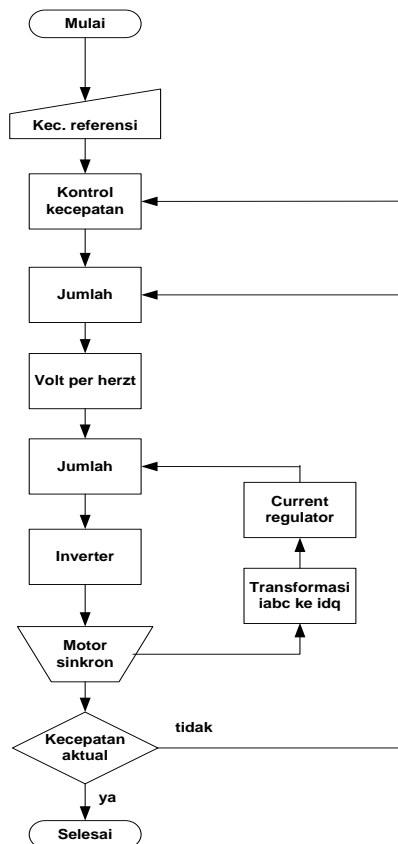 Mulai
Kec. referensi
Kontrol
kecepatan
Jumlah
Volt per herzt
Jumlah
Current
regulator
Inverter
Transformasi
iabc ke idq
Motor
sinkron
tidak
Kecepatan
aktual
ya
Selesai